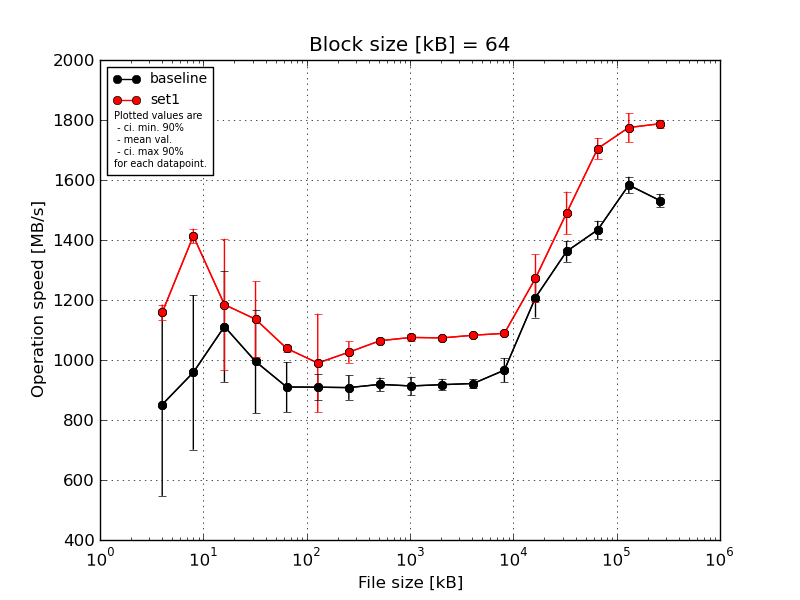 Block size [kB] = 64
2000
1800
1600
1400
1200
1000
800
600
400
Operation speed [MB/s]
baseline
set1
Plotted values are
- ci. min. 90%
- mean val.
- ci. max 90%
for each datapoint.
10^0 10^1 10^2 10^3 10^4 10^5 10^6
File size [kB]